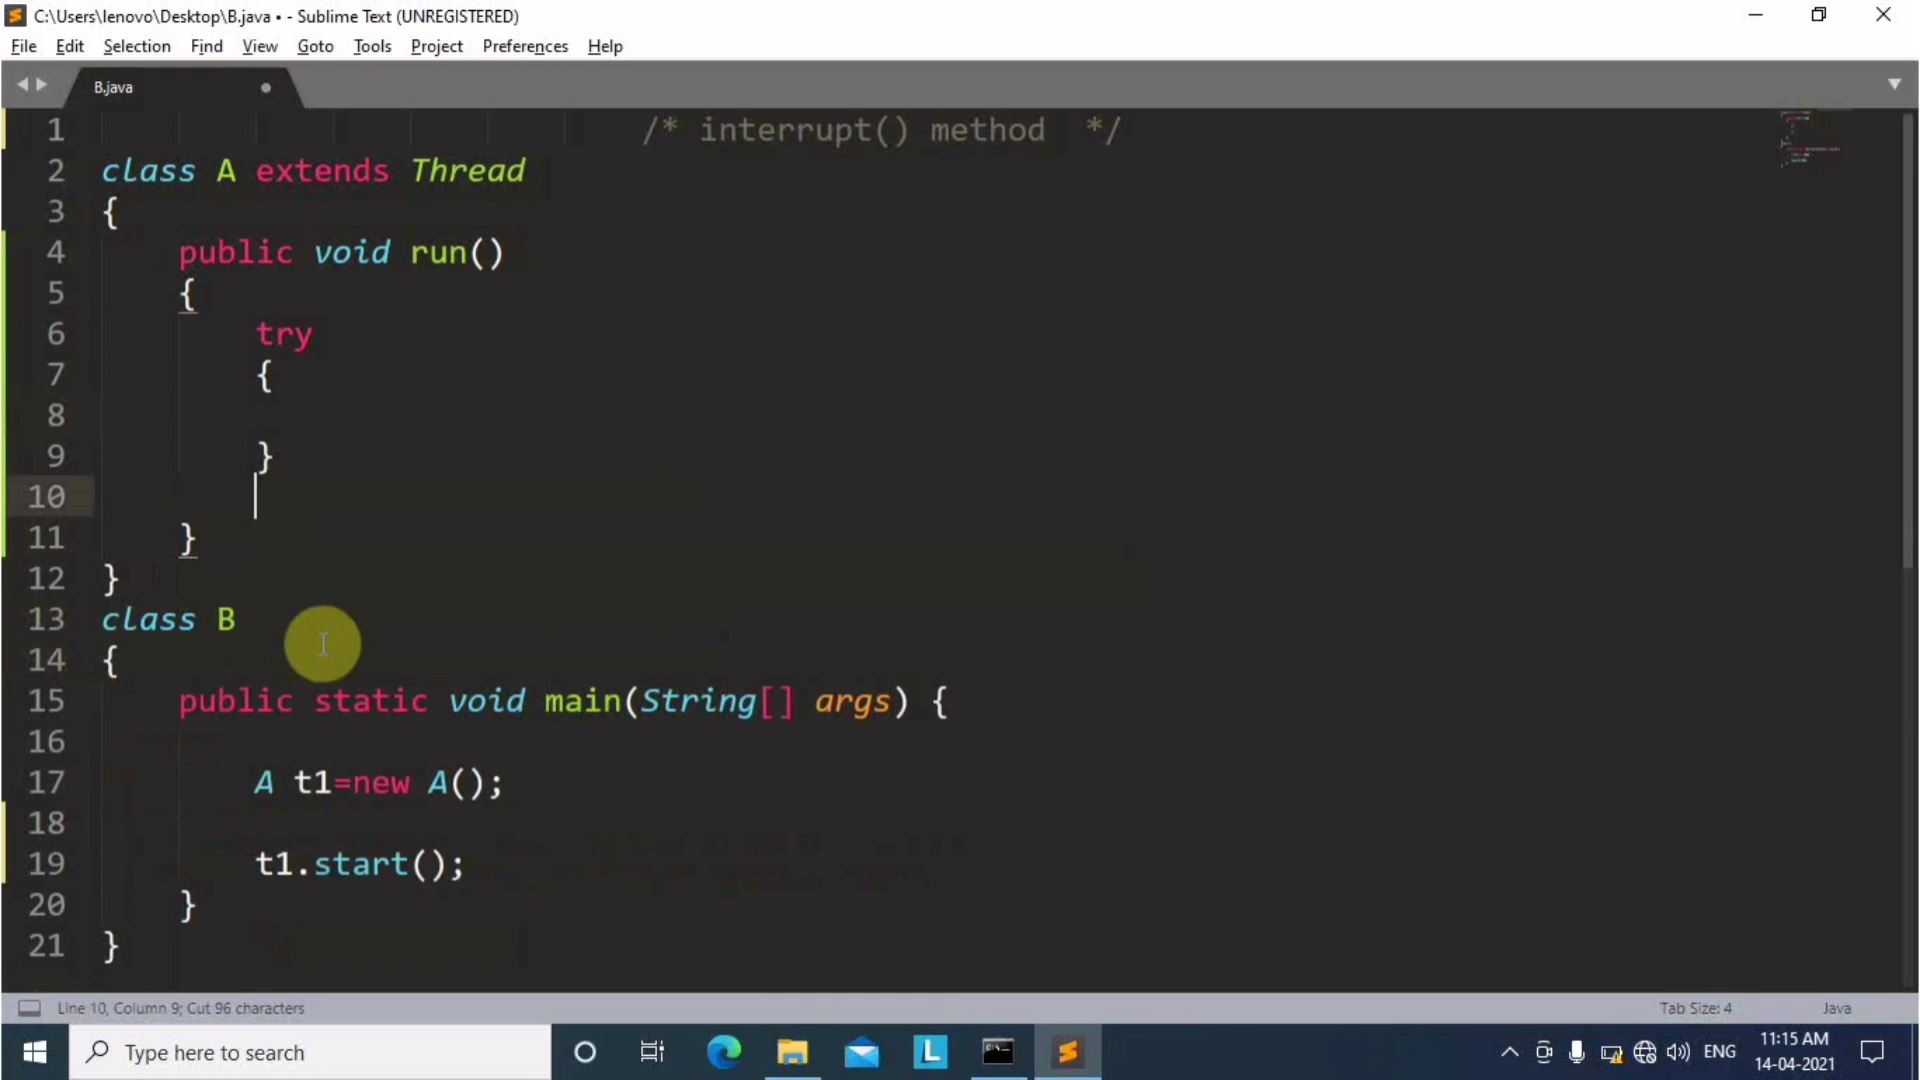 C:\Users\lenovo\Desktop\B.java • - Sublime Text (UNREGISTERED)
File Edit Selection Find View Goto Tools Project Preferences Help
B.java
1 /* interrupt() method */
2 class A extends Thread
3 {
4 public void run()
5 {
6 try
7 {
8
9 }
10
11 }
12 }
13 class B
14 {
15 public static void main(String[] args) {
16
17 A t1=new A();
18
19 t1.start();
20 }
21 }
Line 10, Column 9; Cut 96 characters Tab Size: 4 Java
Type here to search L ENG 11:15 AM
14-04-2021